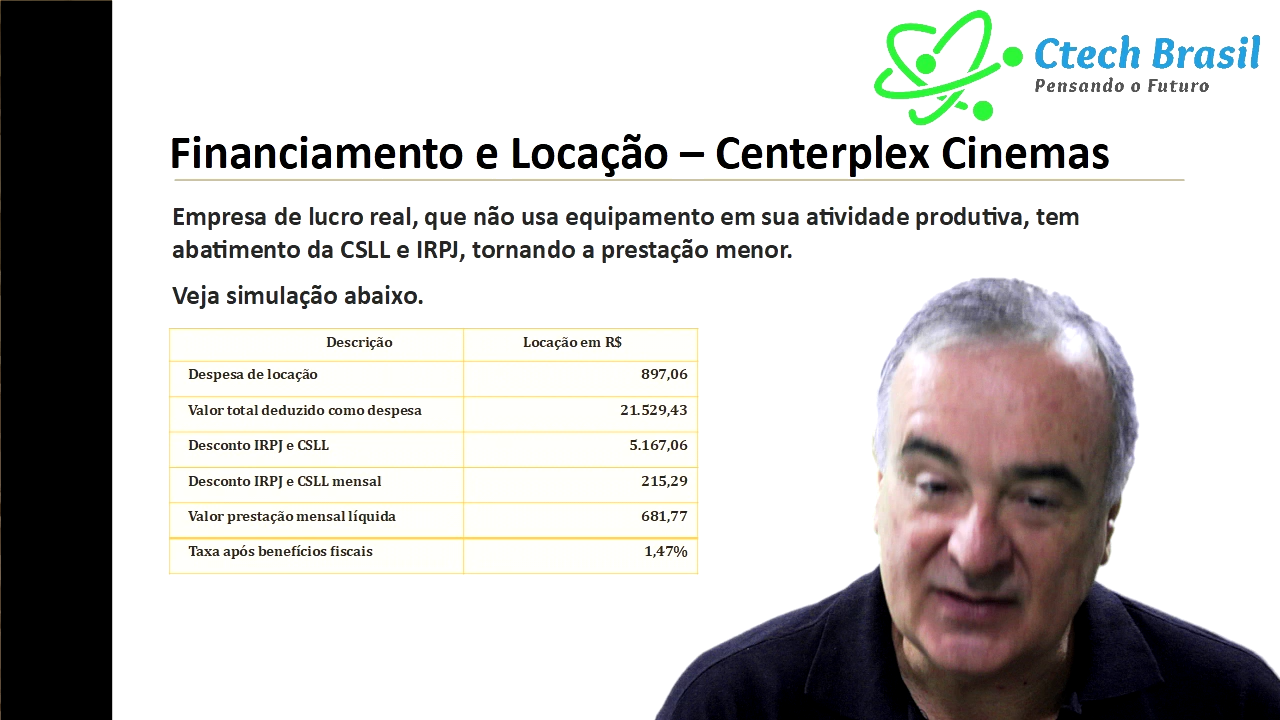 Ctech Brasil
Pensando o Futuro
Financiamento e Locação – Centerplex Cinemas
Empresa de lucro real, que não usa equipamento em sua atividade produtiva, tem
abatimento da CSLL e IRPJ, tornando a prestação menor.
Veja simulação abaixo.
Descrição Locação em R$
Despesa de locação 897,06
Valor total deduzido como despesa 21.529,43
Desconto IRPJ e CSLL 5.167,06
Desconto IRPJ e CSLL mensal 215,29
Valor prestação mensal líquida 681,77
Taxa após benefícios fiscais 1,47%